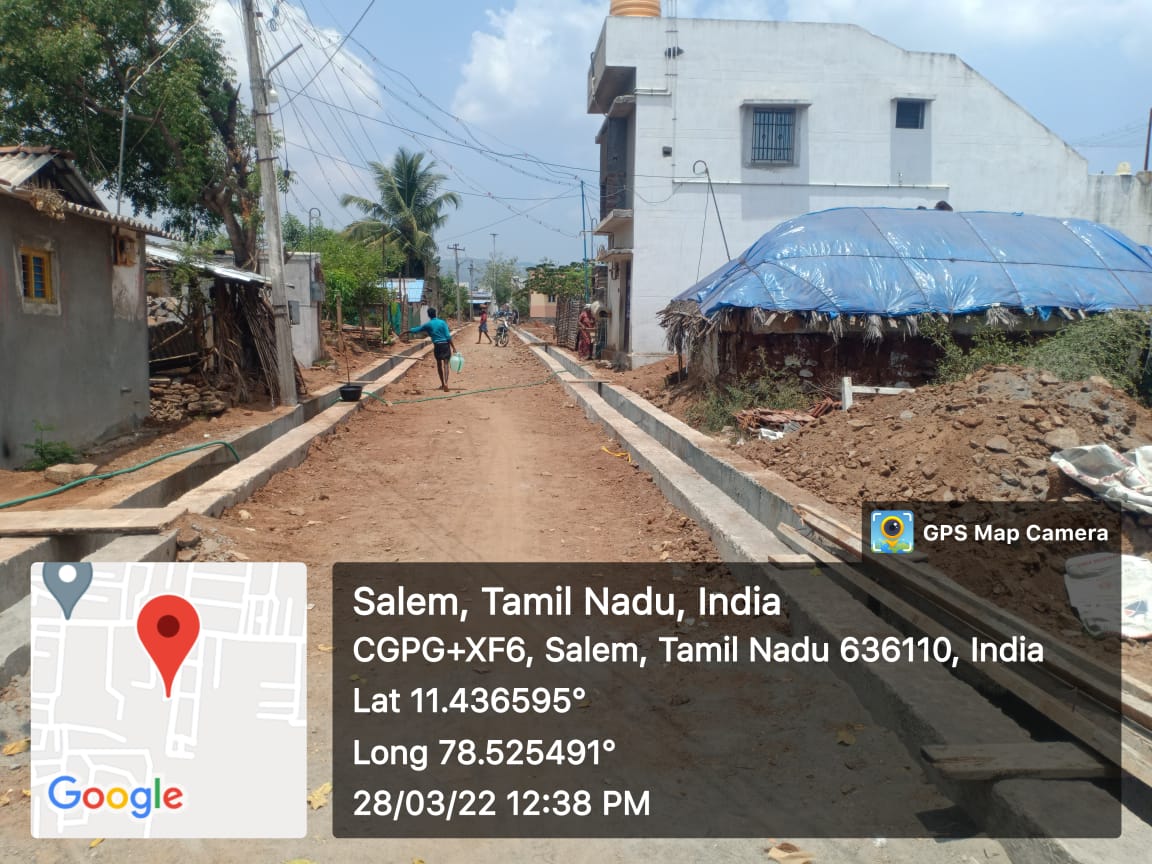 GPS Map Camera
Salem, Tamil Nadu, India
CGPG+XF6, Salem, Tamil Nadu 636110, India
Lat 11.436595°
Long 78.525491°
28/03/22 12:38 PM
Google